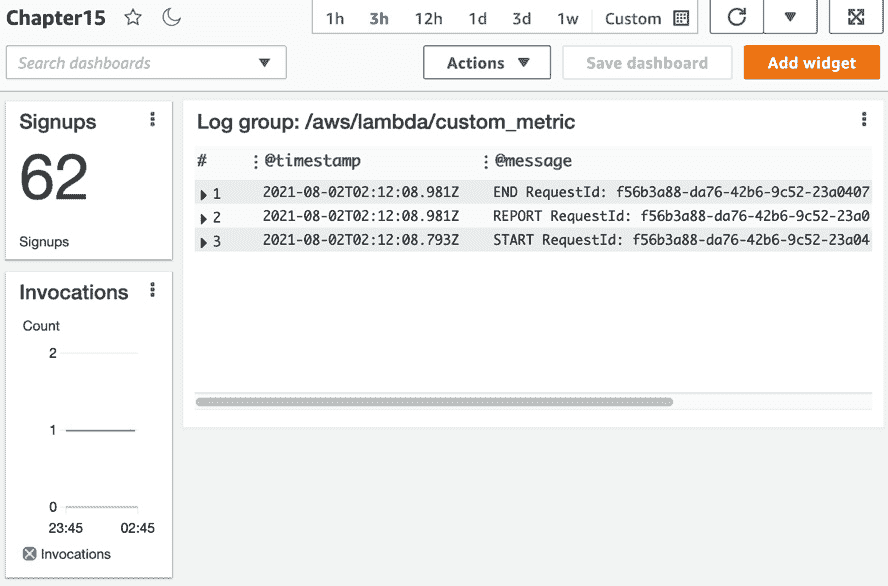 Chapter15 1h 3h 12h 1d 3d 1w Custom
Search dashboards Actions Save dashboard Add widget
Signups
62
Signups
Log group: /aws/lambda/custom_metric
# @timestamp @message
1 2021-08-02T02:12:08.981Z END RequestId: f56b3a88-da76-42b6-9c52-23a0407
2 2021-08-02T02:12:08.981Z REPORT RequestId: f56b3a88-da76-42b6-9c52-23a0
3 2021-08-02T02:12:08.793Z START RequestId: f56b3a88-da76-42b6-9c52-23a04
Invocations
Count
2
1
0
23:45 02:45
Invocations